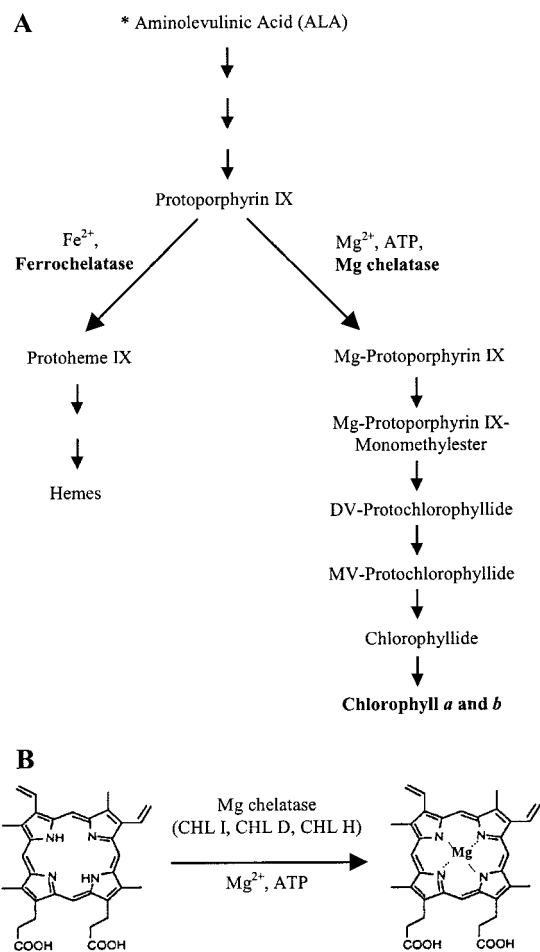 A
* Aminolevulinic Acid (ALA)
Protoporphyrin IX
Fe²⁺,
Ferrochelatase
Mg²⁺, ATP,
Mg chelatase
Protoheme IX
Mg-Protoporphyrin IX
Mg-Protoporphyrin IX-
Monomethylester
Hemes
DV-Protochlorophyllide
MV-Protochlorophyllide
Chlorophyllide
Chlorophyll a and b
B
Mg chelatase
(CHL I, CHL D, CHL H)
Mg²⁺, ATP
NH
N
N
HN
COOH
COOH
N
N
Mg
N
N
COOH
COOH